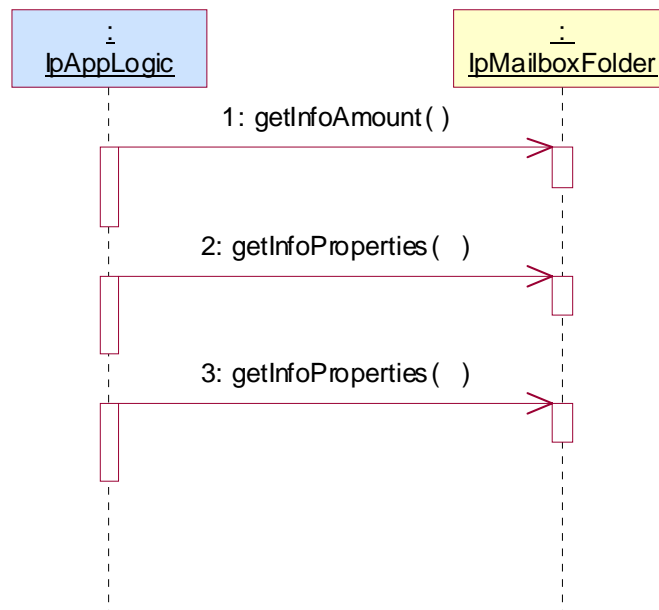 :
IpAppLogic
:
IpMailboxFolder
1: getInfoAmount( )
2: getInfoProperties( )
3: getInfoProperties( )